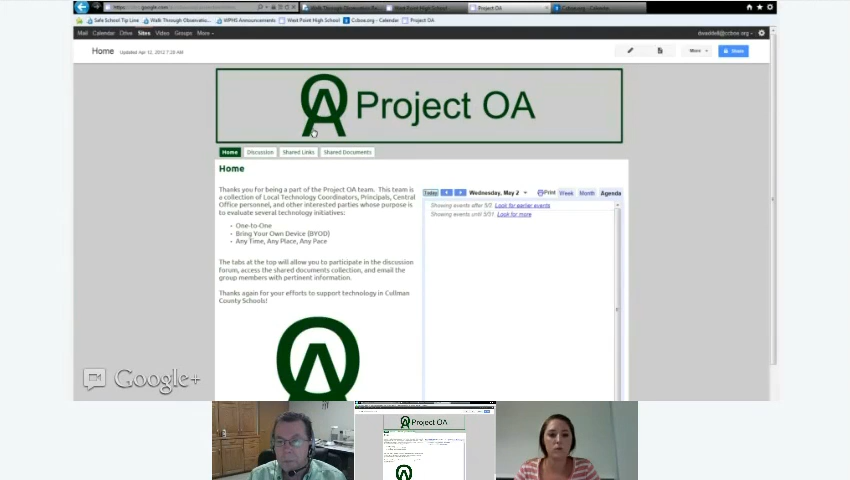 Project OA
West Point High School
Safe School Tip Line
Walk Through Observatio...
WPHS Announcements
West Point High School
Ccboe.org - Calendar
Project OA
Mail Calendar Drive Sites Video Groups More
Home Updated Apr 12, 2012 7:28 AM
More
Share
Project OA
Home Discussion Shared Links Shared Documents
Home
Thanks you for being a part of the Project OA team. This team is
a collection of Local Technology Coordinators, Principals, Central
Office personnel, and other interested parties whose purpose is
to evaluate several technology initiatives:
One-to-One
Bring Your Own Device (BYOD)
Any Time, Any Place, Any Pace
The tabs at the top will allow you to participate in the discussion
forum, access the shared documents collection, and email the
group members with pertinent information.
Thanks again for your efforts to support technology in Cullman
County Schools!
Today Wednesday, May 2 Print Week Month Agenda
Showing events after 5/2. Look for earlier events
Showing events until 5/31. Look for more
Google+
Project OA